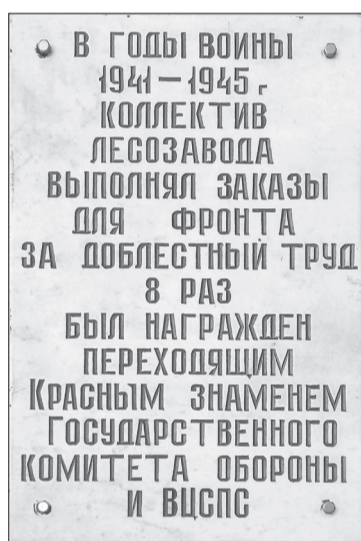 В ГОДЫ ВОЙНЫ
1941 – 1945 г
КОЛЛЕКТИВ
ЛЕСОЗАВОДА
ВЫПОЛНЯЛ ЗАКАЗЫ
ДЛЯ ФРОНТА
ЗА ДОБЛЕСТНЫЙ ТРУД
8 РАЗ
БЫЛ НАГРАЖДЕН
ПЕРЕХОДЯЩИМ
КРАСНЫМ ЗНАМЕНЕМ
ГОСУДАРСТВЕННОГО
КОМИТЕТА ОБОРОНЫ
И ВЦСПС